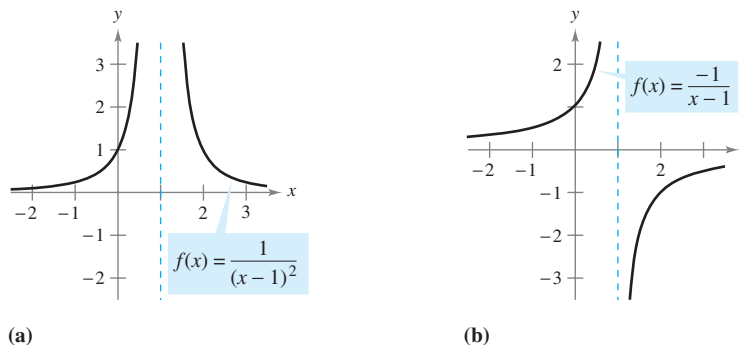 y
3
2
1
x
−2 −1 2 3
−1
f(x) = 1/(x − 1)²
−2
(a)
y
2
f(x) = −1/(x − 1)
−2 −1 2
−1
−2
−3
(b)